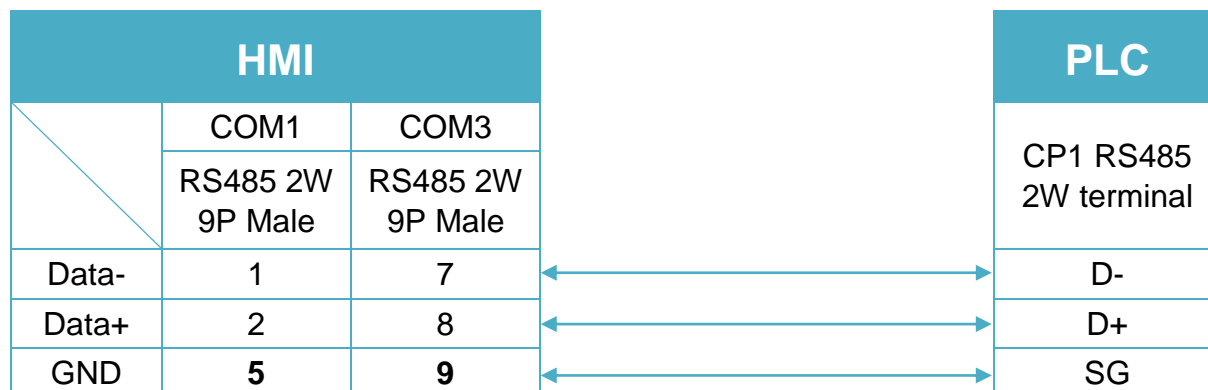 HMI
PLC
COM1 COM3
RS485 2W RS485 2W
9P Male 9P Male
CP1 RS485
2W terminal
Data- 1 7 D-
Data+ 2 8 D+
GND 5 9 SG